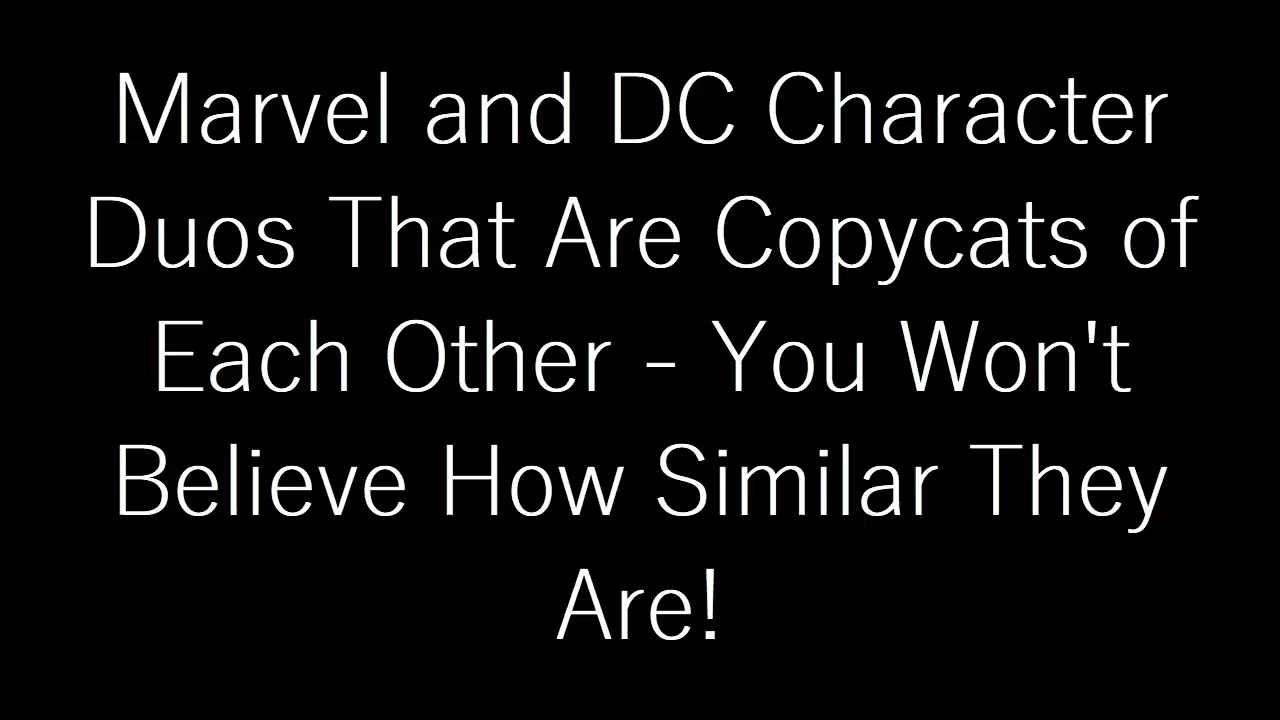 Marvel and DC Character
Duos That Are Copycats of
Each Other - You Won't
Believe How Similar They
Are!